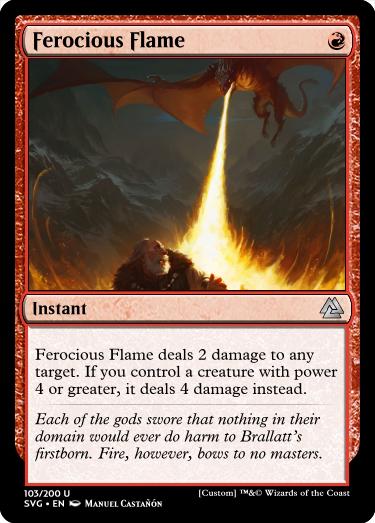 Ferocious Flame
Instant
Ferocious Flame deals 2 damage to any
target. If you control a creature with power
4 or greater, it deals 4 damage instead.
Each of the gods swore that nothing in their
domain would ever do harm to Brallatt's
firstborn. Fire, however, bows to no masters.
103/200 U
[Custom] ™&© Wizards of the Coast
SVG • EN Manuel Castañón